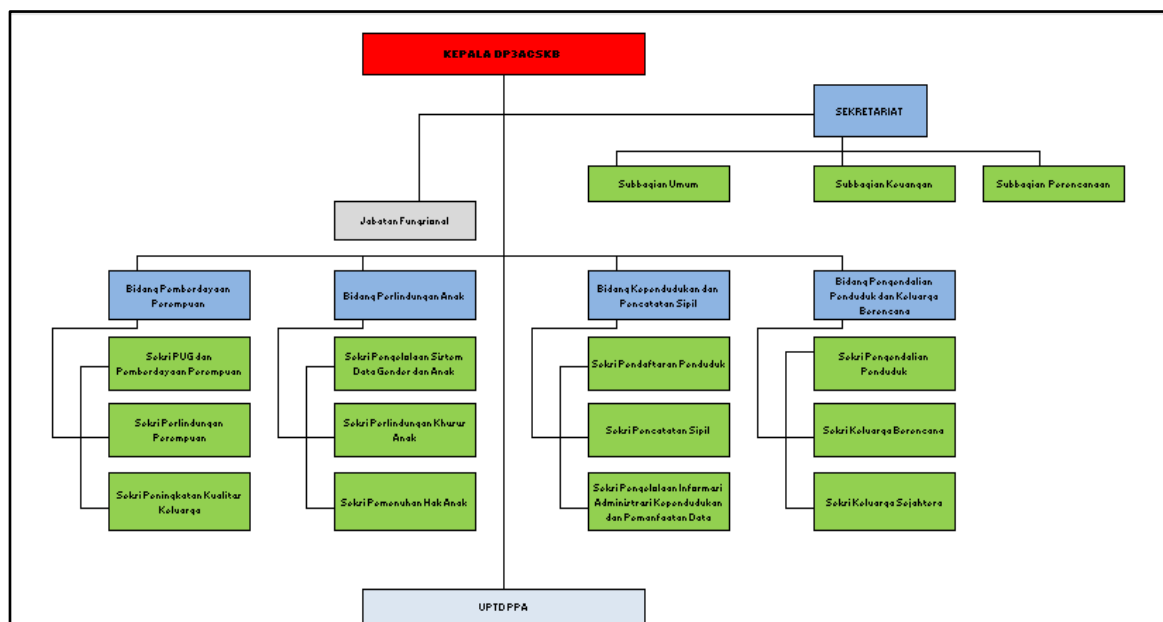 KEPALA DP3ACSKB
SEKRETARIAT
Subbagian Umum
Subbagian Keuangan
Subbagian Perencanaan
Jabatan Fungsional
Bidang Pemberdayaan
Perempuan
Bidang Perlindungan Anak
Bidang Kependudukan dan
Pencatatan Sipil
Bidang Pengendalian
Penduduk dan Keluarga
Berencana
Seksi PUG dan
Pemberdayaan Perempuan
Seksi Pengelolaan Sistem
Data Gender dan Anak
Seksi Pendaftaran Penduduk
Seksi Pengendalian
Penduduk
Seksi Perlindungan
Perempuan
Seksi Perlindungan Khusus
Anak
Seksi Pencatatan Sipil
Seksi Keluarga Berencana
Seksi Peningkatan Kualitas
Keluarga
Seksi Pemenuhan Hak Anak
Seksi Pengelolaan Informasi
Administrasi Kependudukan
dan Pemanfaatan Data
Seksi Keluarga Sejahtera
UPTD PPA